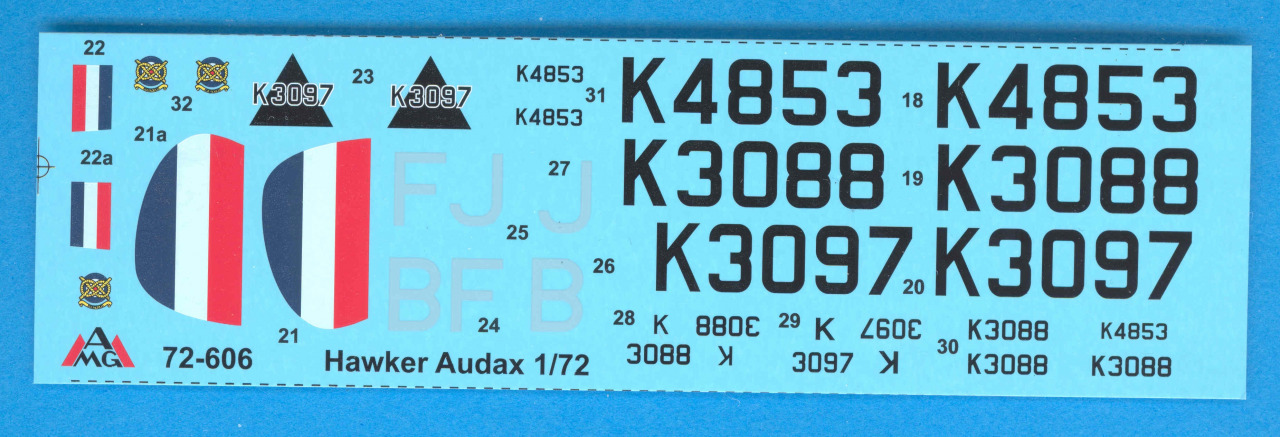 22
32
K3097
23
K3097
K4853
K4853
31
K4853
18
K4853
21a
22a
FJ
27
J
K3088
19
K3088
25
BF
26
B
K3097
20
K3097
21
24
28
K
3088
3088
K
29
K
3097
3097
K
30
K3088
K4853
K3088
K3088
AMG
72-606
Hawker Audax 1/72